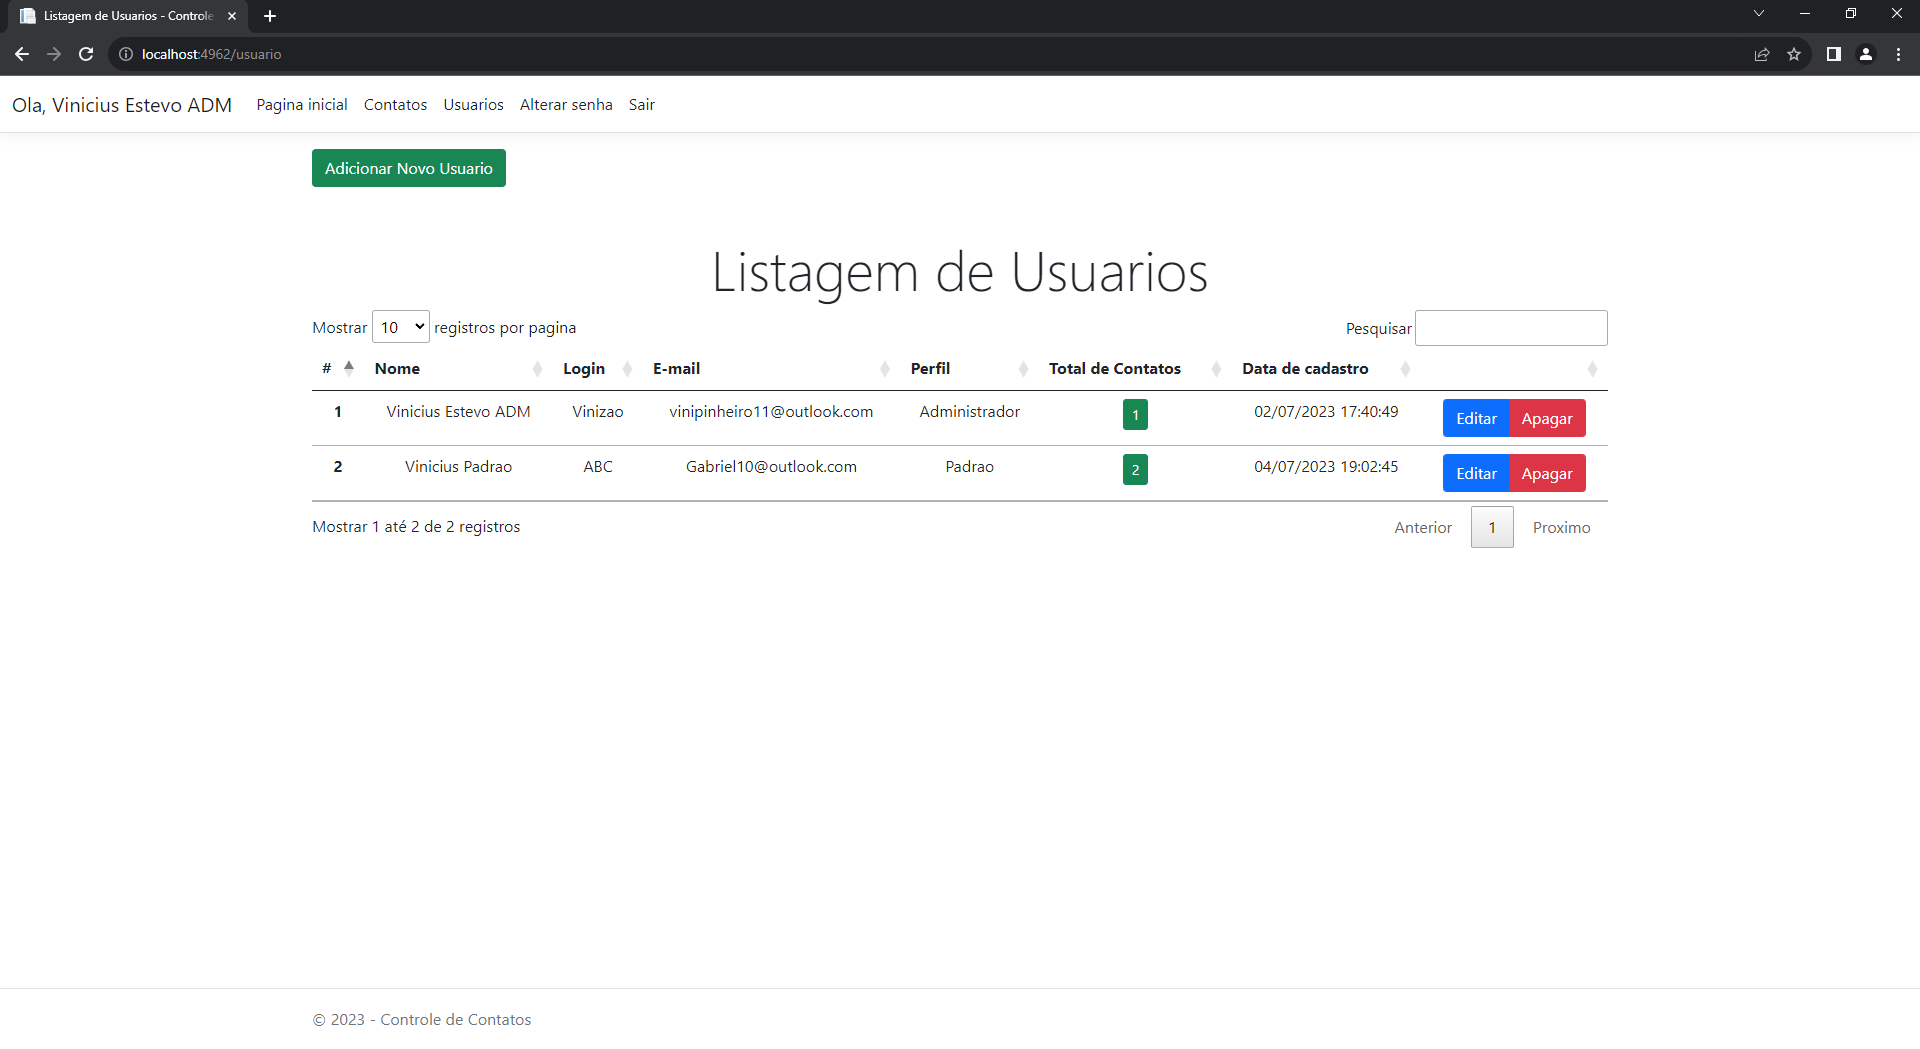 Listagem de Usuarios - Controle
localhost:4962/usuario
Ola, Vinicius Estevo ADM Pagina inicial Contatos Usuarios Alterar senha Sair
Adicionar Novo Usuario
Listagem de Usuarios
Mostrar 10 registros por pagina Pesquisar
# Nome Login E-mail Perfil Total de Contatos Data de cadastro
1 Vinicius Estevo ADM Vinizao vinipinheiro11@outlook.com Administrador 1 02/07/2023 17:40:49 Editar Apagar
2 Vinicius Padrao ABC Gabriel10@outlook.com Padrao 2 04/07/2023 19:02:45 Editar Apagar
Mostrar 1 até 2 de 2 registros Anterior 1 Proximo
© 2023 - Controle de Contatos